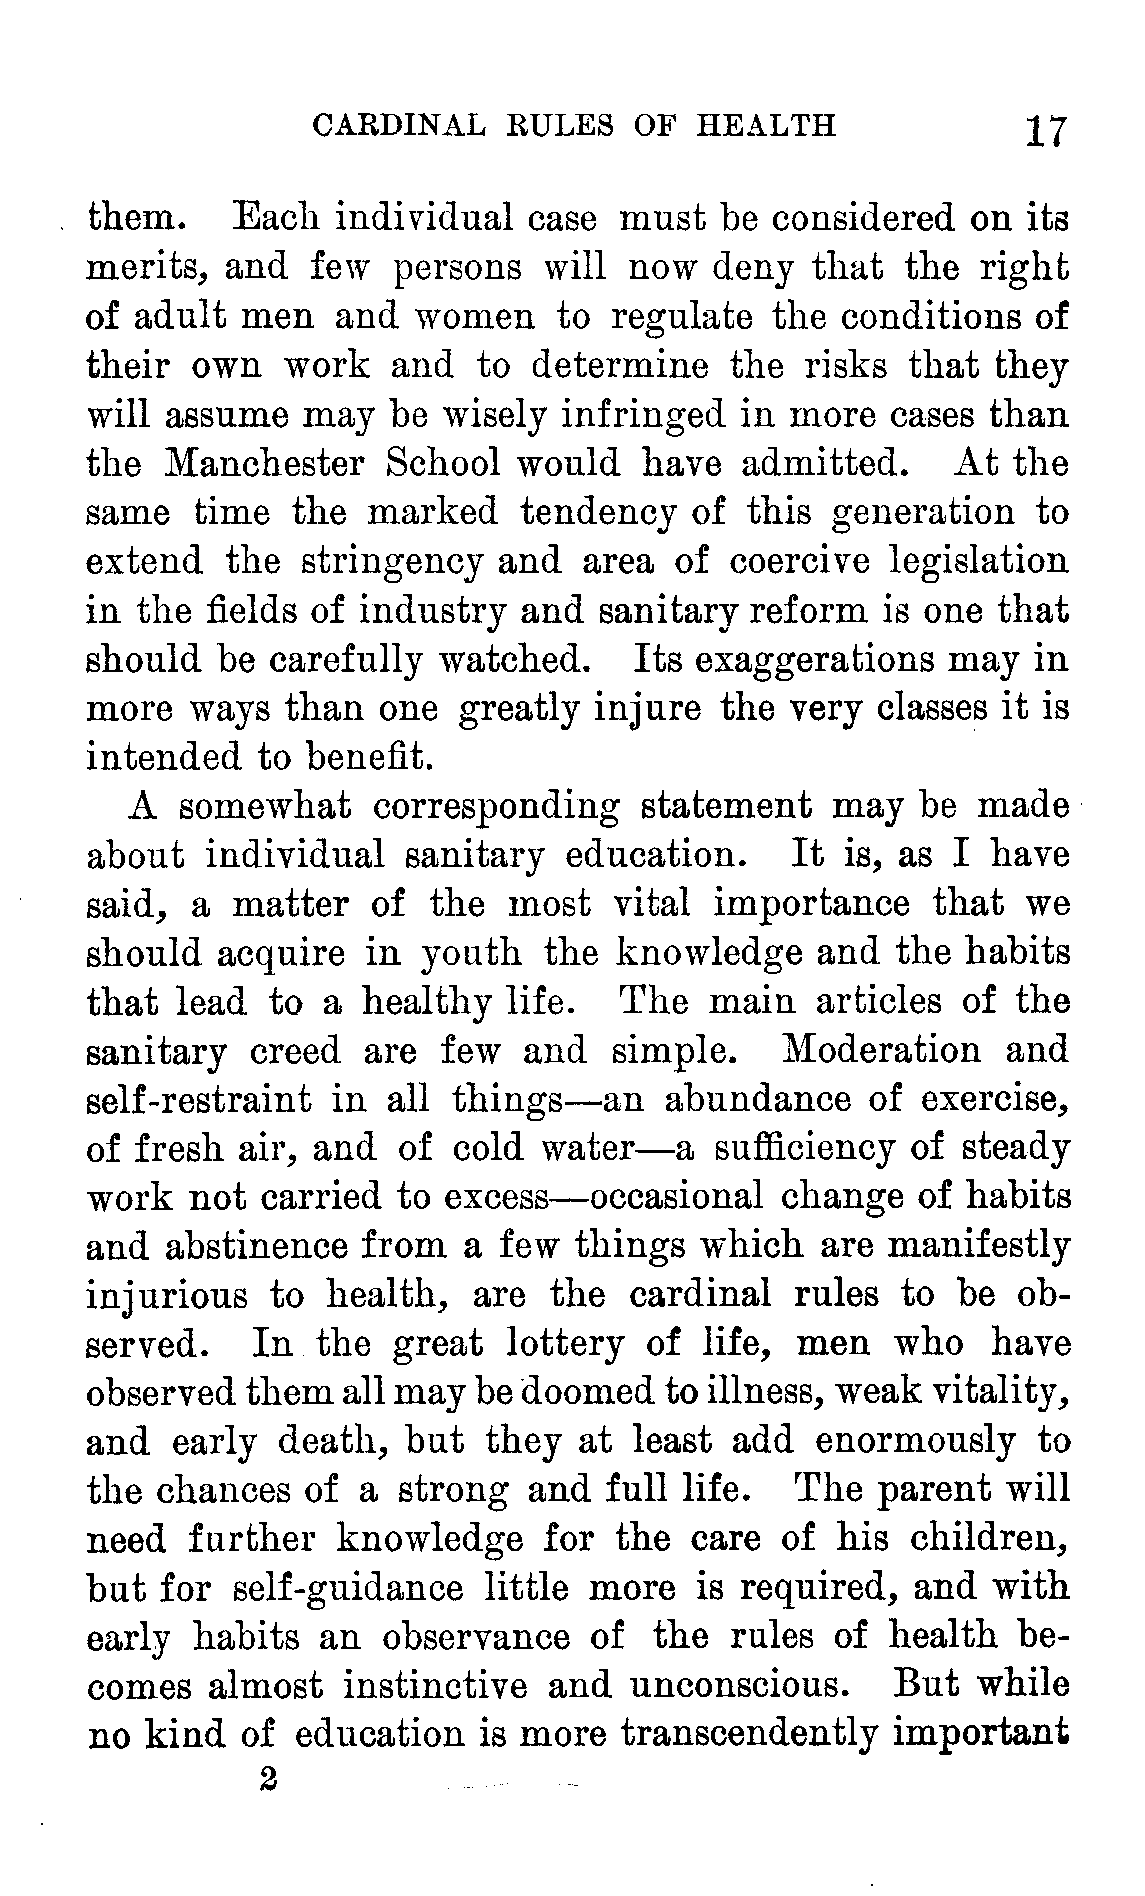 CARDINAL RULES OF HEALTH 17
them. Each individual case must be considered on its
merits, and few persons will now deny that the right
of adult men and women to regulate the conditions of
their own work and to determine the risks that they
will assume may be wisely infringed in more cases than
the Manchester School would have admitted. At the
same time the marked tendency of this generation to
extend the stringency and area of coercive legislation
in the fields of industry and sanitary reform is one that
should be carefully watched. Its exaggerations may in
more ways than one greatly injure the very classes it is
intended to benefit.
A somewhat corresponding statement may be made
about individual sanitary education. It is, as I have
said, a matter of the most vital importance that we
should acquire in youth the knowledge and the habits
that lead to a healthy life. The main articles of the
sanitary creed are few and simple. Moderation and
self-restraint in all things—an abundance of exercise,
of fresh air, and of cold water—a sufficiency of steady
work not carried to excess—occasional change of habits
and abstinence from a few things which are manifestly
injurious to health, are the cardinal rules to be ob-
served. In the great lottery of life, men who have
observed them all may be doomed to illness, weak vitality,
and early death, but they at least add enormously to
the chances of a strong and full life. The parent will
need further knowledge for the care of his children,
but for self-guidance little more is required, and with
early habits an observance of the rules of health be-
comes almost instinctive and unconscious. But while
no kind of education is more transcendently important
2